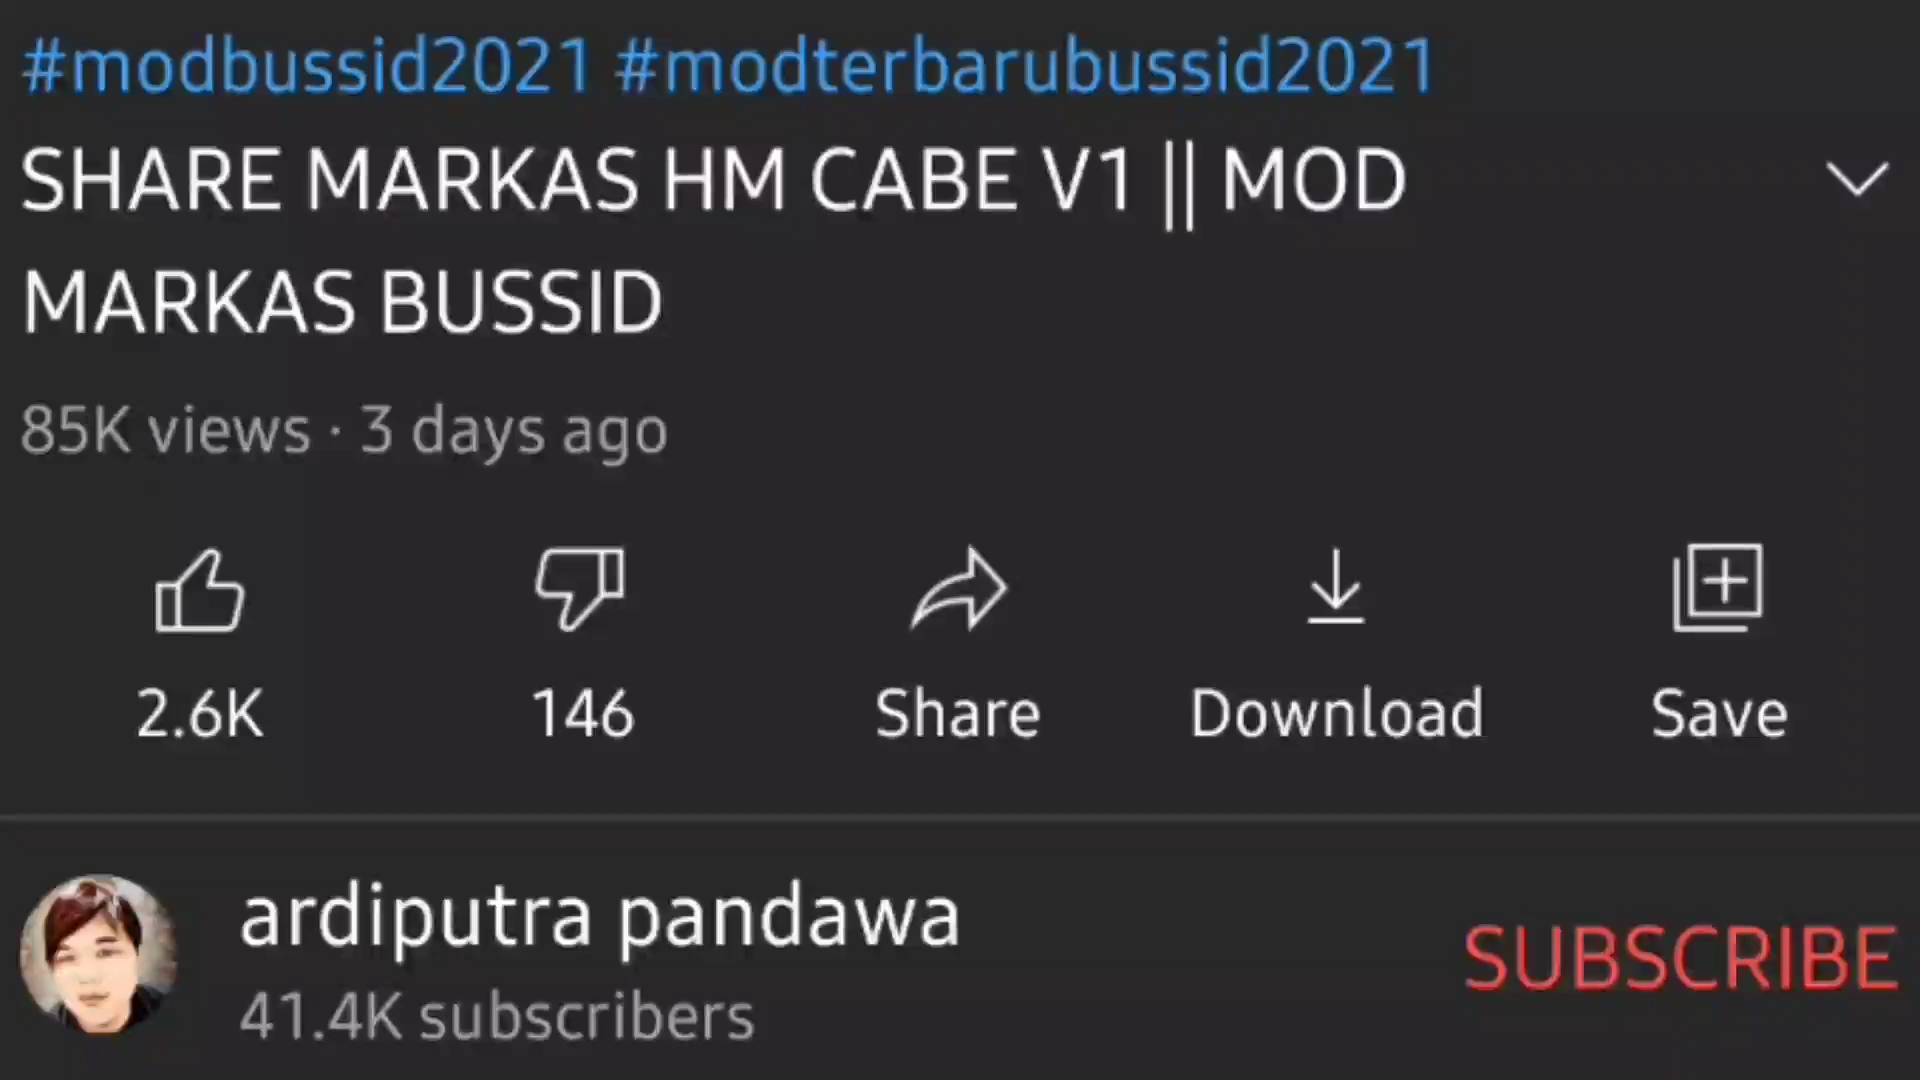 #modbussid2021 #modterbarubussid2021
SHARE MARKAS HM CABE V1 || MOD
MARKAS BUSSID
85K views · 3 days ago
2.6K 146 Share Download Save
ardiputra pandawa
SUBSCRIBE
41.4K subscribers